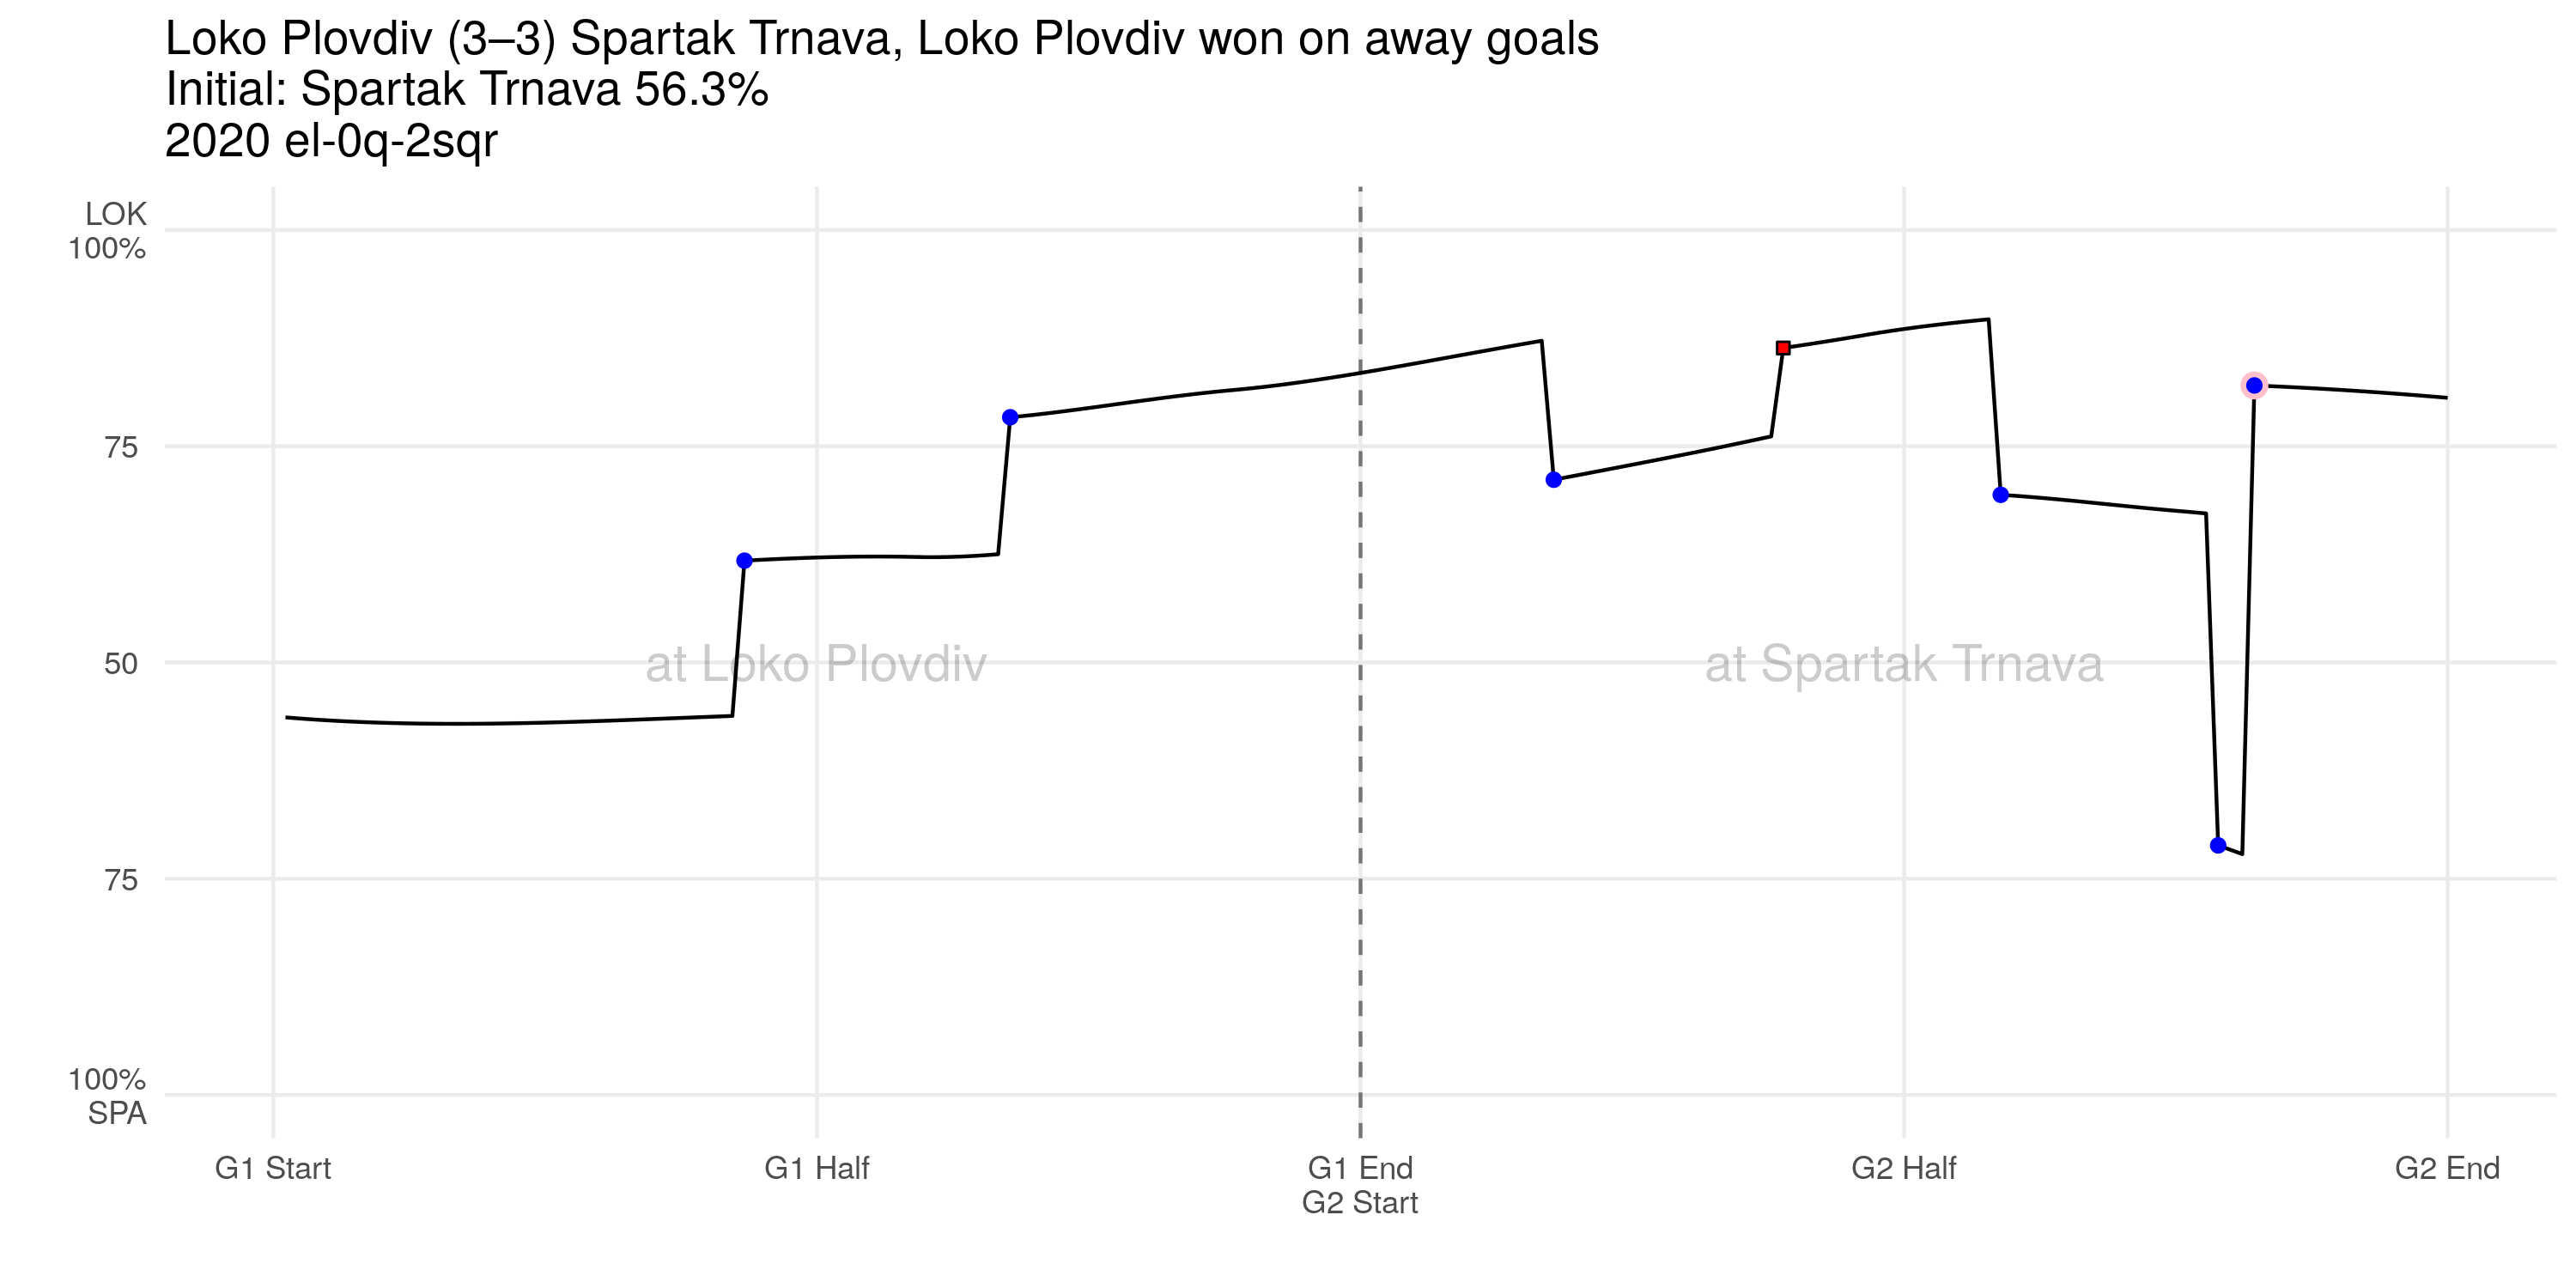 Loko Plovdiv (3–3) Spartak Trnava, Loko Plovdiv won on away goals
Initial: Spartak Trnava 56.3%
2020 el-0q-2sqr
LOK
100%
75
50
75
100%
SPA
at Loko Plovdiv
at Spartak Trnava
G1 Start
G1 Half
G1 End
G2 Start
G2 Half
G2 End